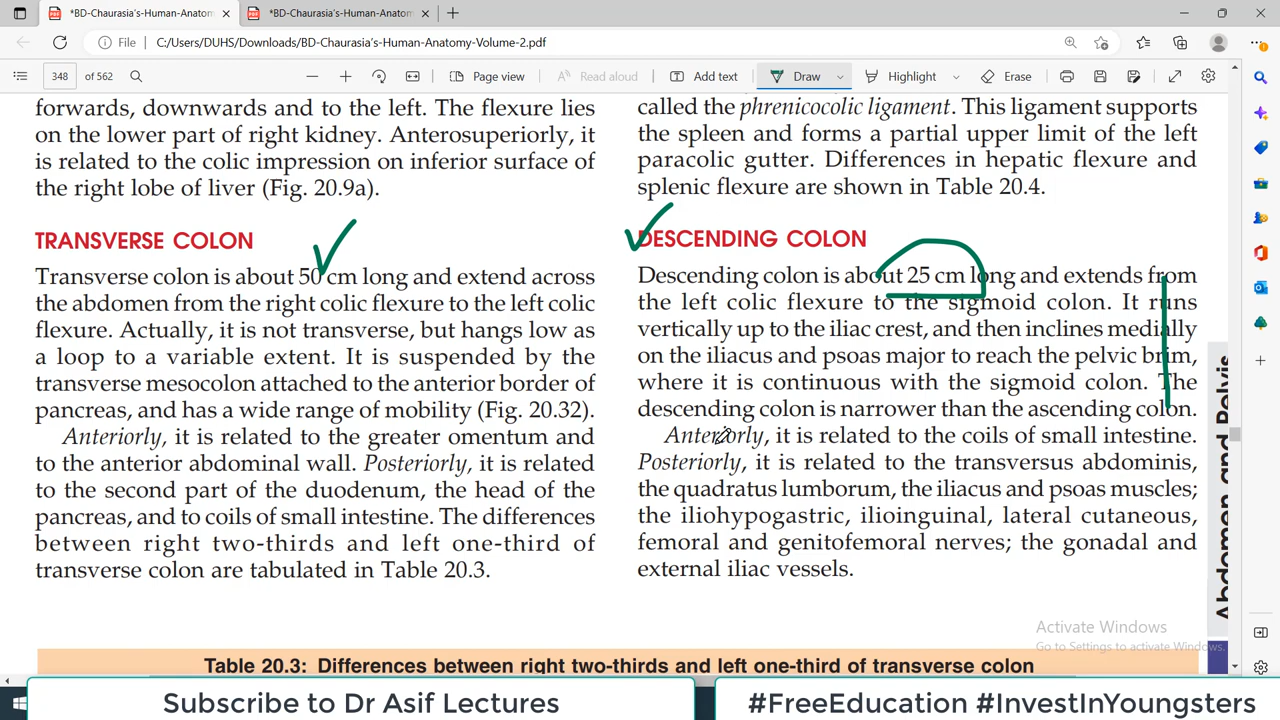 *BD-Chaurasia's-Human-Anatomy-V
*BD-Chaurasia's-Human-Anatomy-V
File C:/Users/DUHS/Downloads/BD-Chaurasia's-Human-Anatomy-Volume-2.pdf
348 of 562 Page view Read aloud Add text Draw Highlight Erase
forwards, downwards and to the left. The flexure lies
on the lower part of right kidney. Anterosuperiorly, it
is related to the colic impression on inferior surface of
the right lobe of liver (Fig. 20.9a).
TRANSVERSE COLON
Transverse colon is about 50 cm long and extend across
the abdomen from the right colic flexure to the left colic
flexure. Actually, it is not transverse, but hangs low as
a loop to a variable extent. It is suspended by the
transverse mesocolon attached to the anterior border of
pancreas, and has a wide range of mobility (Fig. 20.32).
Anteriorly, it is related to the greater omentum and
to the anterior abdominal wall. Posteriorly, it is related
to the second part of the duodenum, the head of the
pancreas, and to coils of small intestine. The differences
between right two-thirds and left one-third of
transverse colon are tabulated in Table 20.3.
called the phrenicocolic ligament. This ligament supports
the spleen and forms a partial upper limit of the left
paracolic gutter. Differences in hepatic flexure and
splenic flexure are shown in Table 20.4.
DESCENDING COLON
Descending colon is about 25 cm long and extends from
the left colic flexure to the sigmoid colon. It runs
vertically up to the iliac crest, and then inclines medially
on the iliacus and psoas major to reach the pelvic brim,
where it is continuous with the sigmoid colon. The
descending colon is narrower than the ascending colon.
Anteriorly, it is related to the coils of small intestine.
Posteriorly, it is related to the transversus abdominis,
the quadratus lumborum, the iliacus and psoas muscles;
the iliohypogastric, ilioinguinal, lateral cutaneous,
femoral and genitofemoral nerves; the gonadal and
external iliac vessels.
Abdomen and Pelvis
Activate Windows
Go to Settings to activate Windows.
Table 20.3: Differences between right two-thirds and left one-third of transverse colon
Subscribe to Dr Asif Lectures
#FreeEducation #InvestInYoungsters